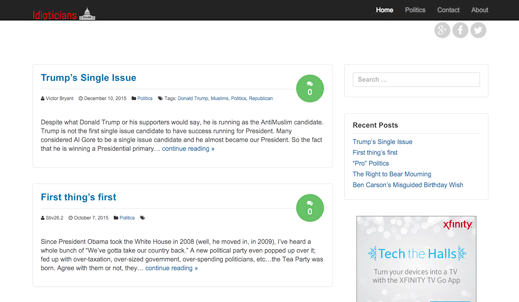 Idioticians
Home Politics Contact About
Trump's Single Issue
0
Victor Bryant December 10, 2015 Politics Tags: Donald Trump, Muslims, Politics, Republican
Despite what Donald Trump or his supporters would say, he is running as the AntiMuslim candidate.
Trump is not the first single issue candidate to have success running for President. Many
considered Al Gore to be a single issue candidate and he almost became our President. So the fact
that he is winning a Presidential primary… continue reading »
First thing's first
0
Stiv26.2 October 7, 2015 Politics
Since President Obama took the White House in 2008 (well, he moved in, in 2009), I've heard a
whole bunch of "We've gotta take our country back." A new political party even popped over it;
fed up with over-taxation, over-sized government, over-spending politicians, etc…the Tea Party was
born. Agree with them or not, they… continue reading »
Search …
Recent Posts
Trump's Single Issue
First thing's first
"Pro" Politics
The Right to Bear Mourning
Ben Carson's Misguided Birthday Wish
xfinity
Tech the Halls
Turn your devices into a TV
with the XFINITY TV Go App